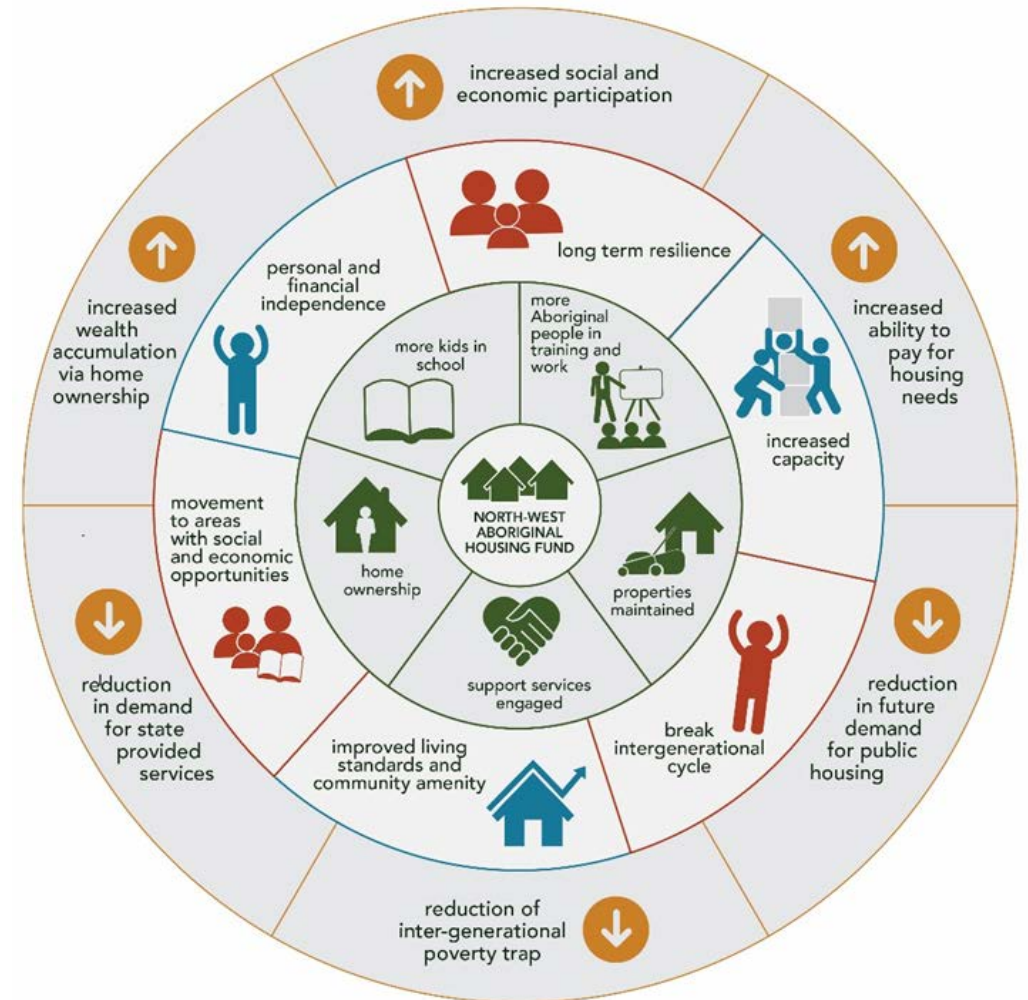 increased social and
economic participation
increased
ability to
pay for
housing
needs
reduction
in future
demand
for public
housing
reduction of
inter-generational
poverty trap
reduction
in demand
for state
provided
services
increased
wealth
accumulation
via home
ownership
long term resilience
increased
capacity
break
intergenerational
cycle
improved living
standards and
community amenity
movement
to areas
with social
and economic
opportunities
personal and
financial
independence
more
Aboriginal
people in
training and
work
properties
maintained
support services
engaged
home
ownership
more kids in
school
NORTH-WEST
ABORIGINAL
HOUSING FUND